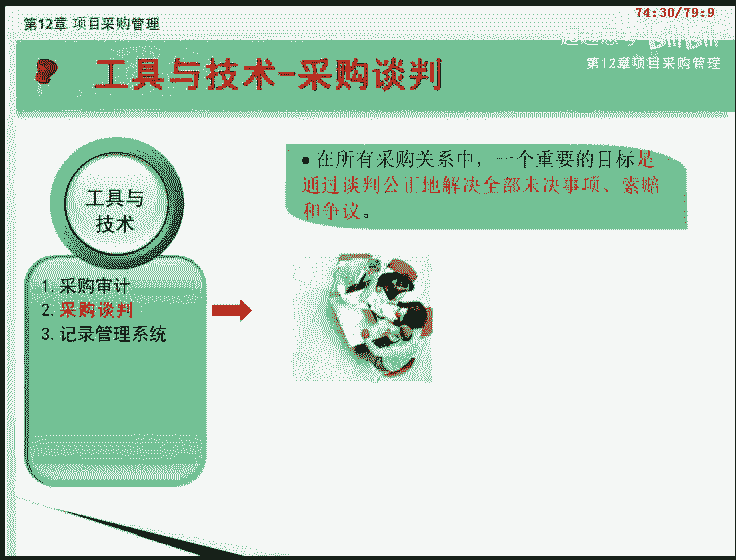 第12章 项目采购管理
74:30/79:9
第12章项目采购管理
工具与技术-采购谈判
工具与
技术
1. 采购审计
2. 采购谈判
3. 记录管理系统
● 在所有采购关系中，一个重要的目标是
通过谈判公正地解决全部未决事项、索赔
和争议。